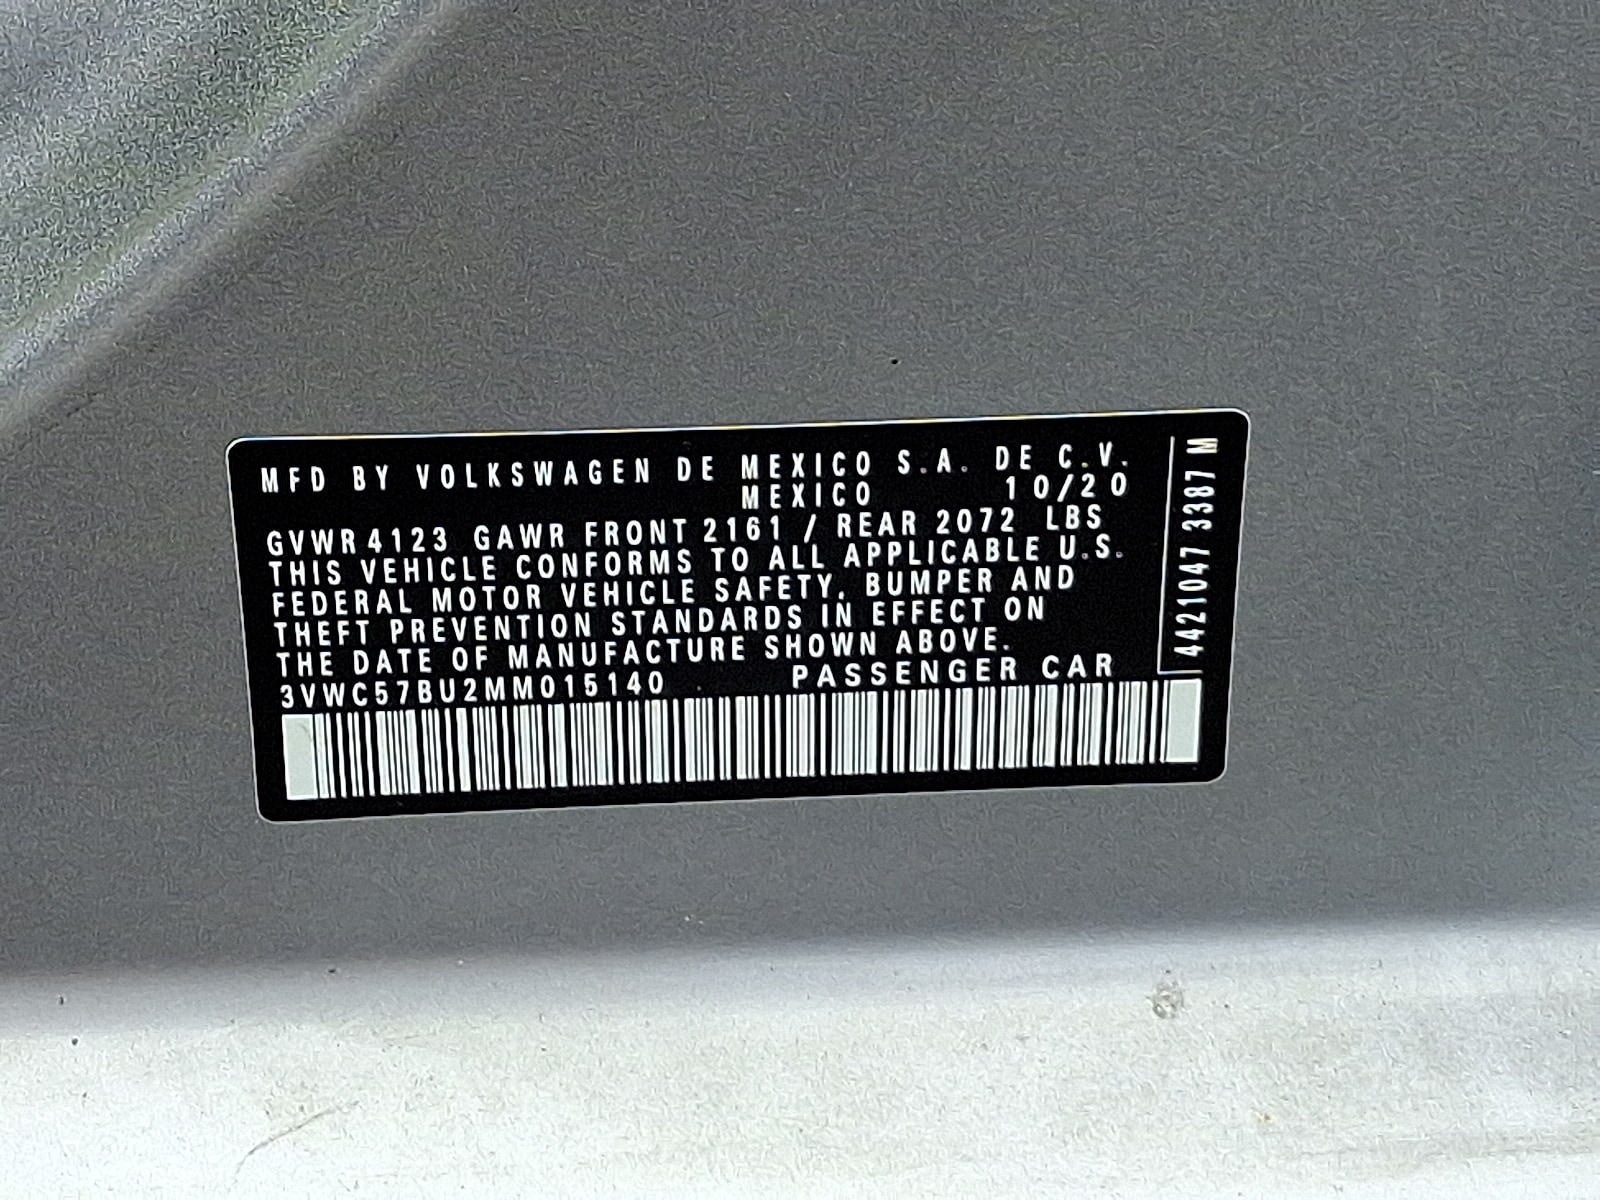 MFD BY VOLKSWAGEN DE MEXICO S.A. DE C.V.
MEXICO 10/20
GVWR 4123 GAWR FRONT 2161 / REAR 2072 LBS
THIS VEHICLE CONFORMS TO ALL APPLICABLE U.S.
FEDERAL MOTOR VEHICLE SAFETY, BUMPER AND
THEFT PREVENTION STANDARDS IN EFFECT ON
THE DATE OF MANUFACTURE SHOWN ABOVE.
3VWC57BU2MM015140 PASSENGER CAR
4421047 3387 M